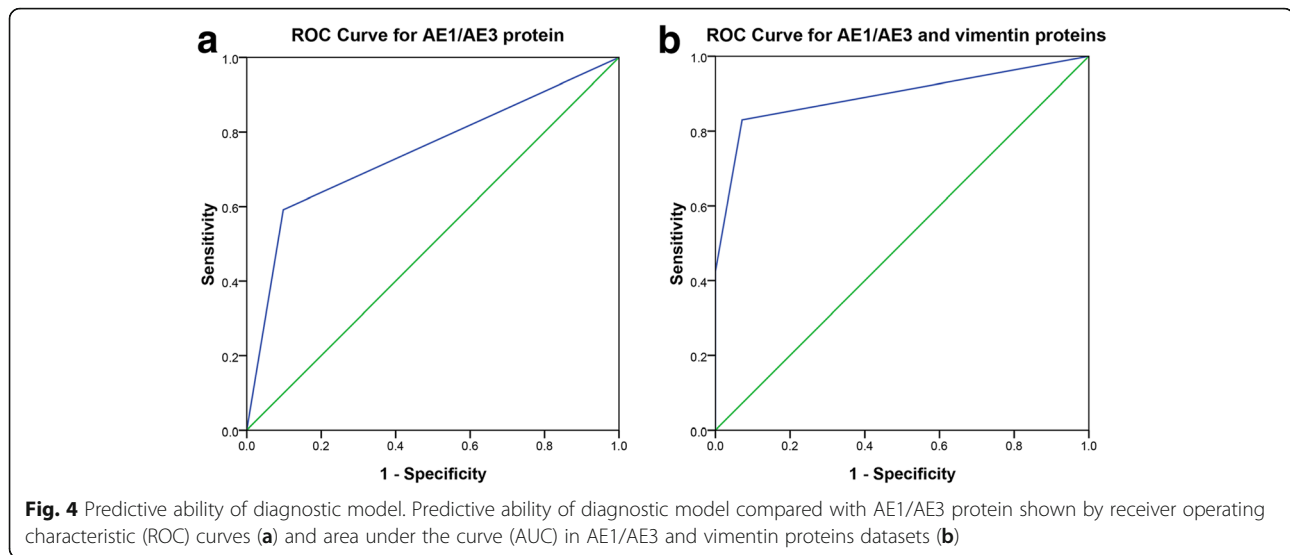 a
ROC Curve for AE1/AE3 protein
1.0
0.8
0.6
0.4
0.2
0.0
Sensitivity
0.0 0.2 0.4 0.6 0.8 1.0
1 - Specificity
b
ROC Curve for AE1/AE3 and vimentin proteins
1.0
0.8
0.6
0.4
0.2
0.0
Sensitivity
0.0 0.2 0.4 0.6 0.8 1.0
1 - Specificity
Fig. 4 Predictive ability of diagnostic model. Predictive ability of diagnostic model compared with AE1/AE3 protein shown by receiver operating
characteristic (ROC) curves (a) and area under the curve (AUC) in AE1/AE3 and vimentin proteins datasets (b)